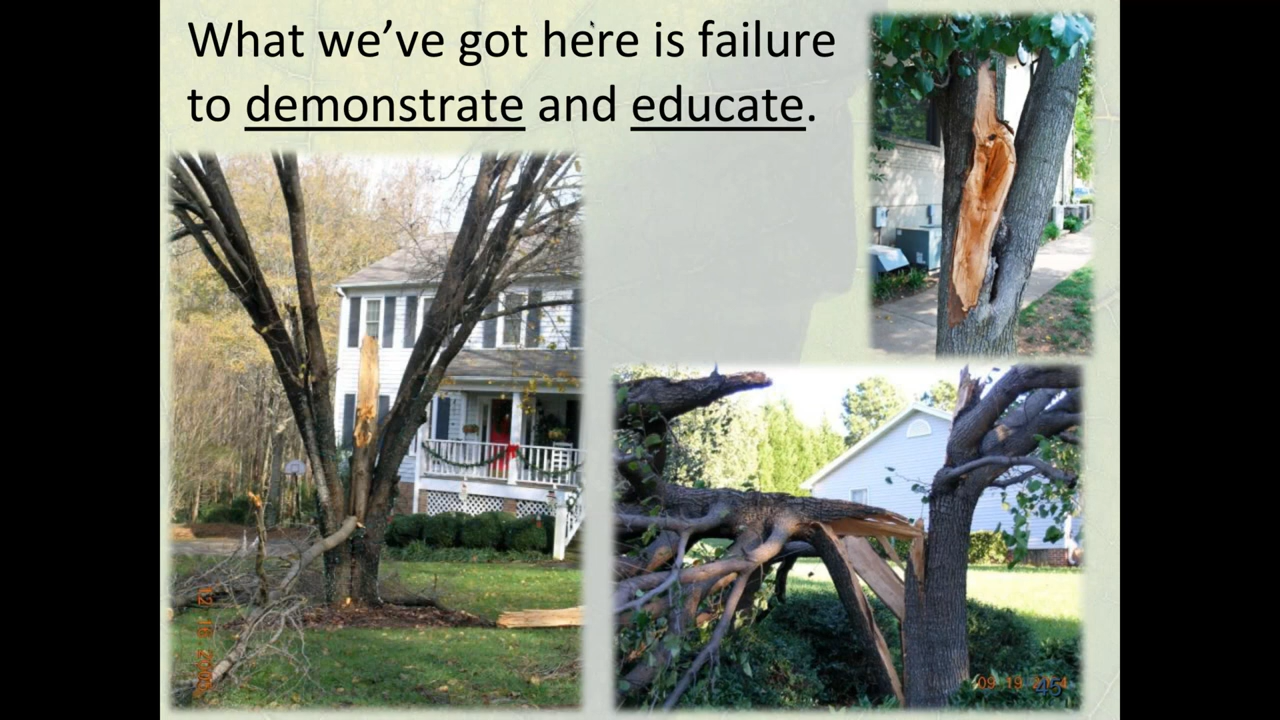 What we’ve got here is failure
to demonstrate and educate.